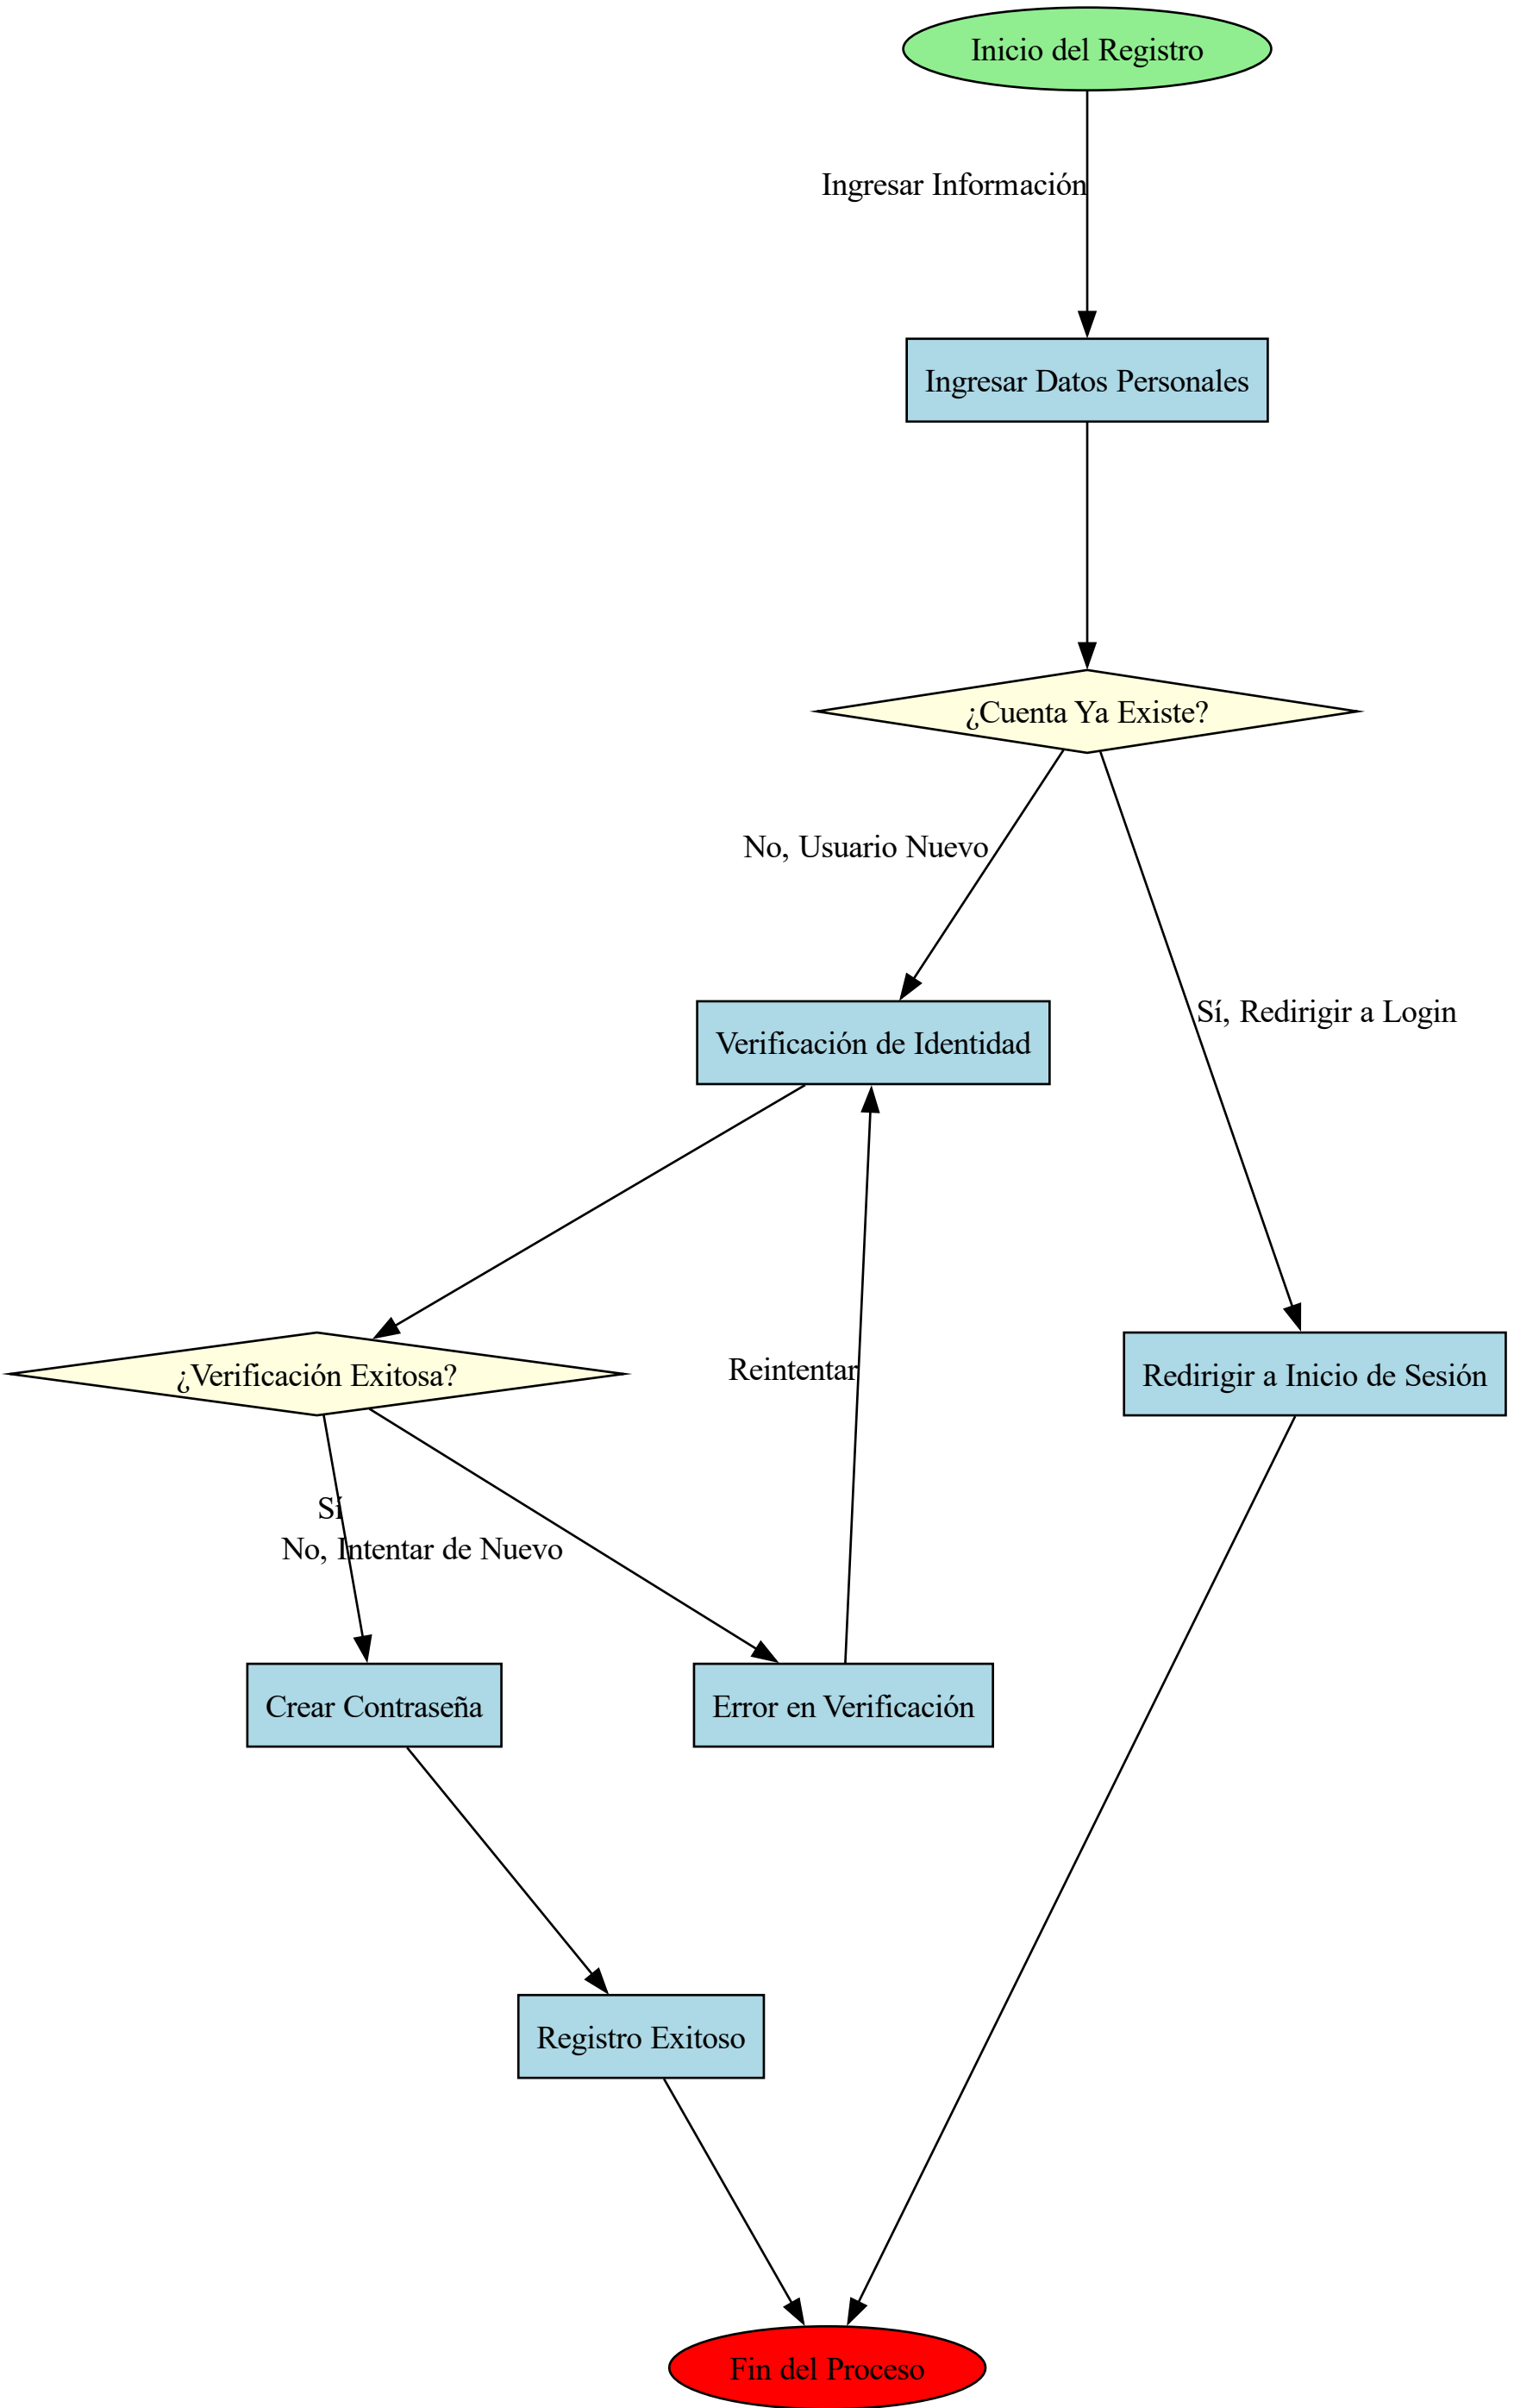 Inicio del Registro
Ingresar Información
Ingresar Datos Personales
¿Cuenta Ya Existe?
No, Usuario Nuevo
Sí, Redirigir a Login
Verificación de Identidad
Reintentar
¿Verificación Exitosa?
Redirigir a Inicio de Sesión
Sí
No, Intentar de Nuevo
Crear Contraseña
Error en Verificación
Registro Exitoso
Fin del Proceso